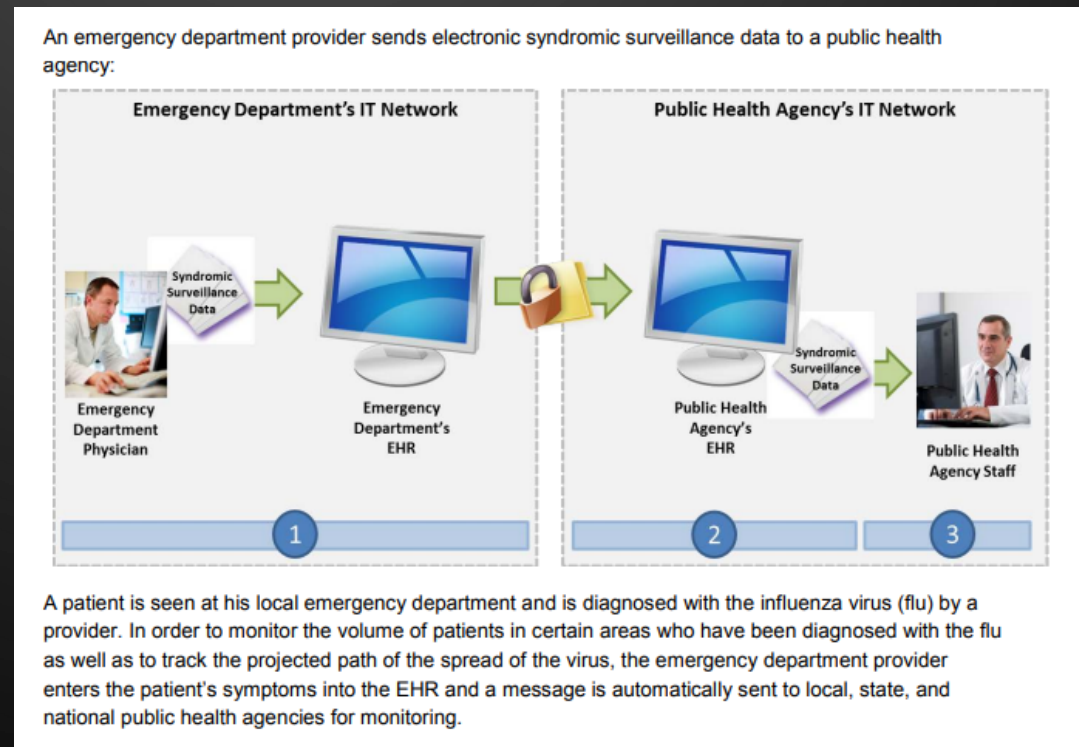 An emergency department provider sends electronic syndromic surveillance data to a public health
agency:
Emergency Department's IT Network
Public Health Agency's IT Network
Syndromic
Surveillance
Data
Emergency
Department
Physician
Emergency
Department's
EHR
Public Health
Agency's
EHR
Syndromic
Surveillance
Data
Public Health
Agency Staff
1
2
3
A patient is seen at his local emergency department and is diagnosed with the influenza virus (flu) by a
provider. In order to monitor the volume of patients in certain areas who have been diagnosed with the flu
as well as to track the projected path of the spread of the virus, the emergency department provider
enters the patient's symptoms into the EHR and a message is automatically sent to local, state, and
national public health agencies for monitoring.